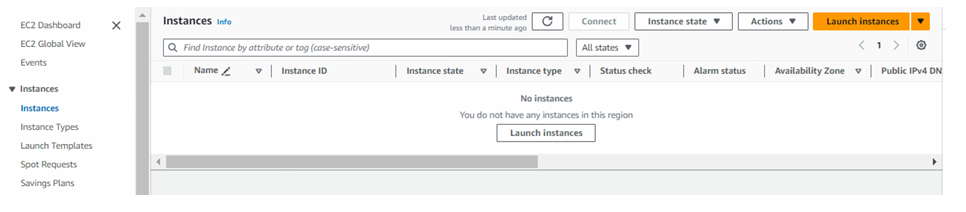 EC2 Dashboard
EC2 Global View
Events
Instances
Instances
Instance Types
Launch Templates
Spot Requests
Savings Plans
Instances Info
Last updated
less than a minute ago
Connect
Instance state
Actions
Launch instances
Find Instance by attribute or tag (case-sensitive)
All states
1
Name
Instance ID
Instance state
Instance type
Status check
Alarm status
Availability Zone
Public IPv4 DN
No instances
You do not have any instances in this region
Launch instances